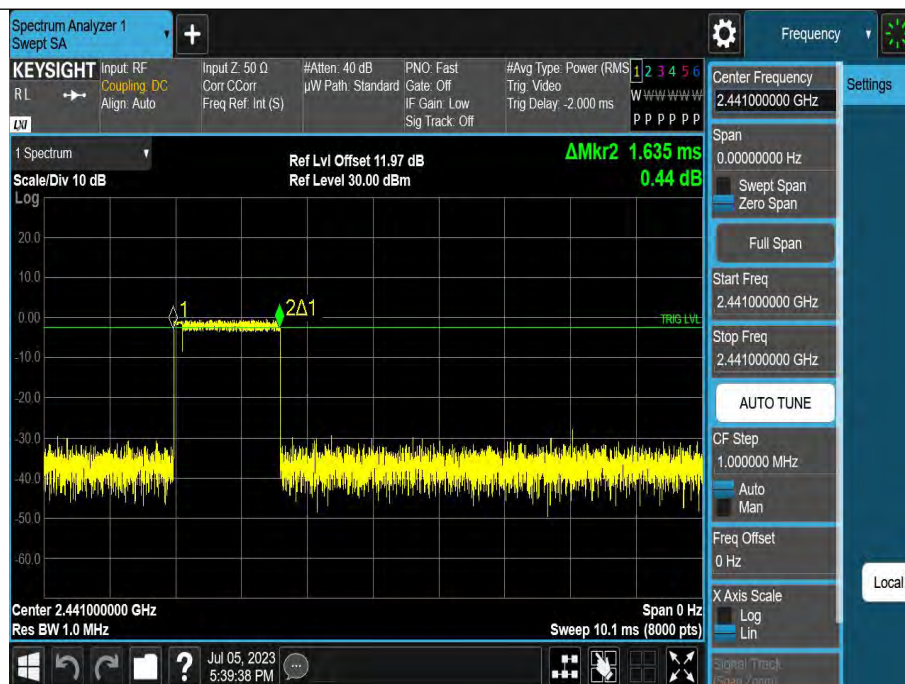 Spectrum Analyzer 1
Swept SA
Frequency
KEYSIGHT
RL
LXI
Input: RF
Coupling: DC
Align: Auto
Input Z: 50 Ω
Corr CCorr
Freq Ref: Int (S)
#Atten: 40 dB
µW Path: Standard
PNO: Fast
Gate: Off
IF Gain: Low
Sig Track: Off
#Avg Type: Power (RMS
Trig: Video
Trig Delay: -2.000 ms
1 2 3 4 5 6
W W W W W W
P P P P P P
1 Spectrum
Scale/Div 10 dB
Log
Ref Lvl Offset 11.97 dB
Ref Level 30.00 dBm
ΔMkr2 1.635 ms
0.44 dB
20.0
10.0
0.00
-10.0
-20.0
-30.0
-40.0
-50.0
-60.0
1
2Δ1
TRIG LVL
Center 2.441000000 GHz
Res BW 1.0 MHz
Span 0 Hz
Sweep 10.1 ms (8000 pts)
Jul 05, 2023
5:39:38 PM
Center Frequency
2.441000000 GHz
Settings
Span
0.00000000 Hz
Swept Span
Zero Span
Full Span
Start Freq
2.441000000 GHz
Stop Freq
2.441000000 GHz
AUTO TUNE
CF Step
1.000000 MHz
Auto
Man
Freq Offset
0 Hz
Local
X Axis Scale
Log
Lin
Signal Track
(Span Zoom)